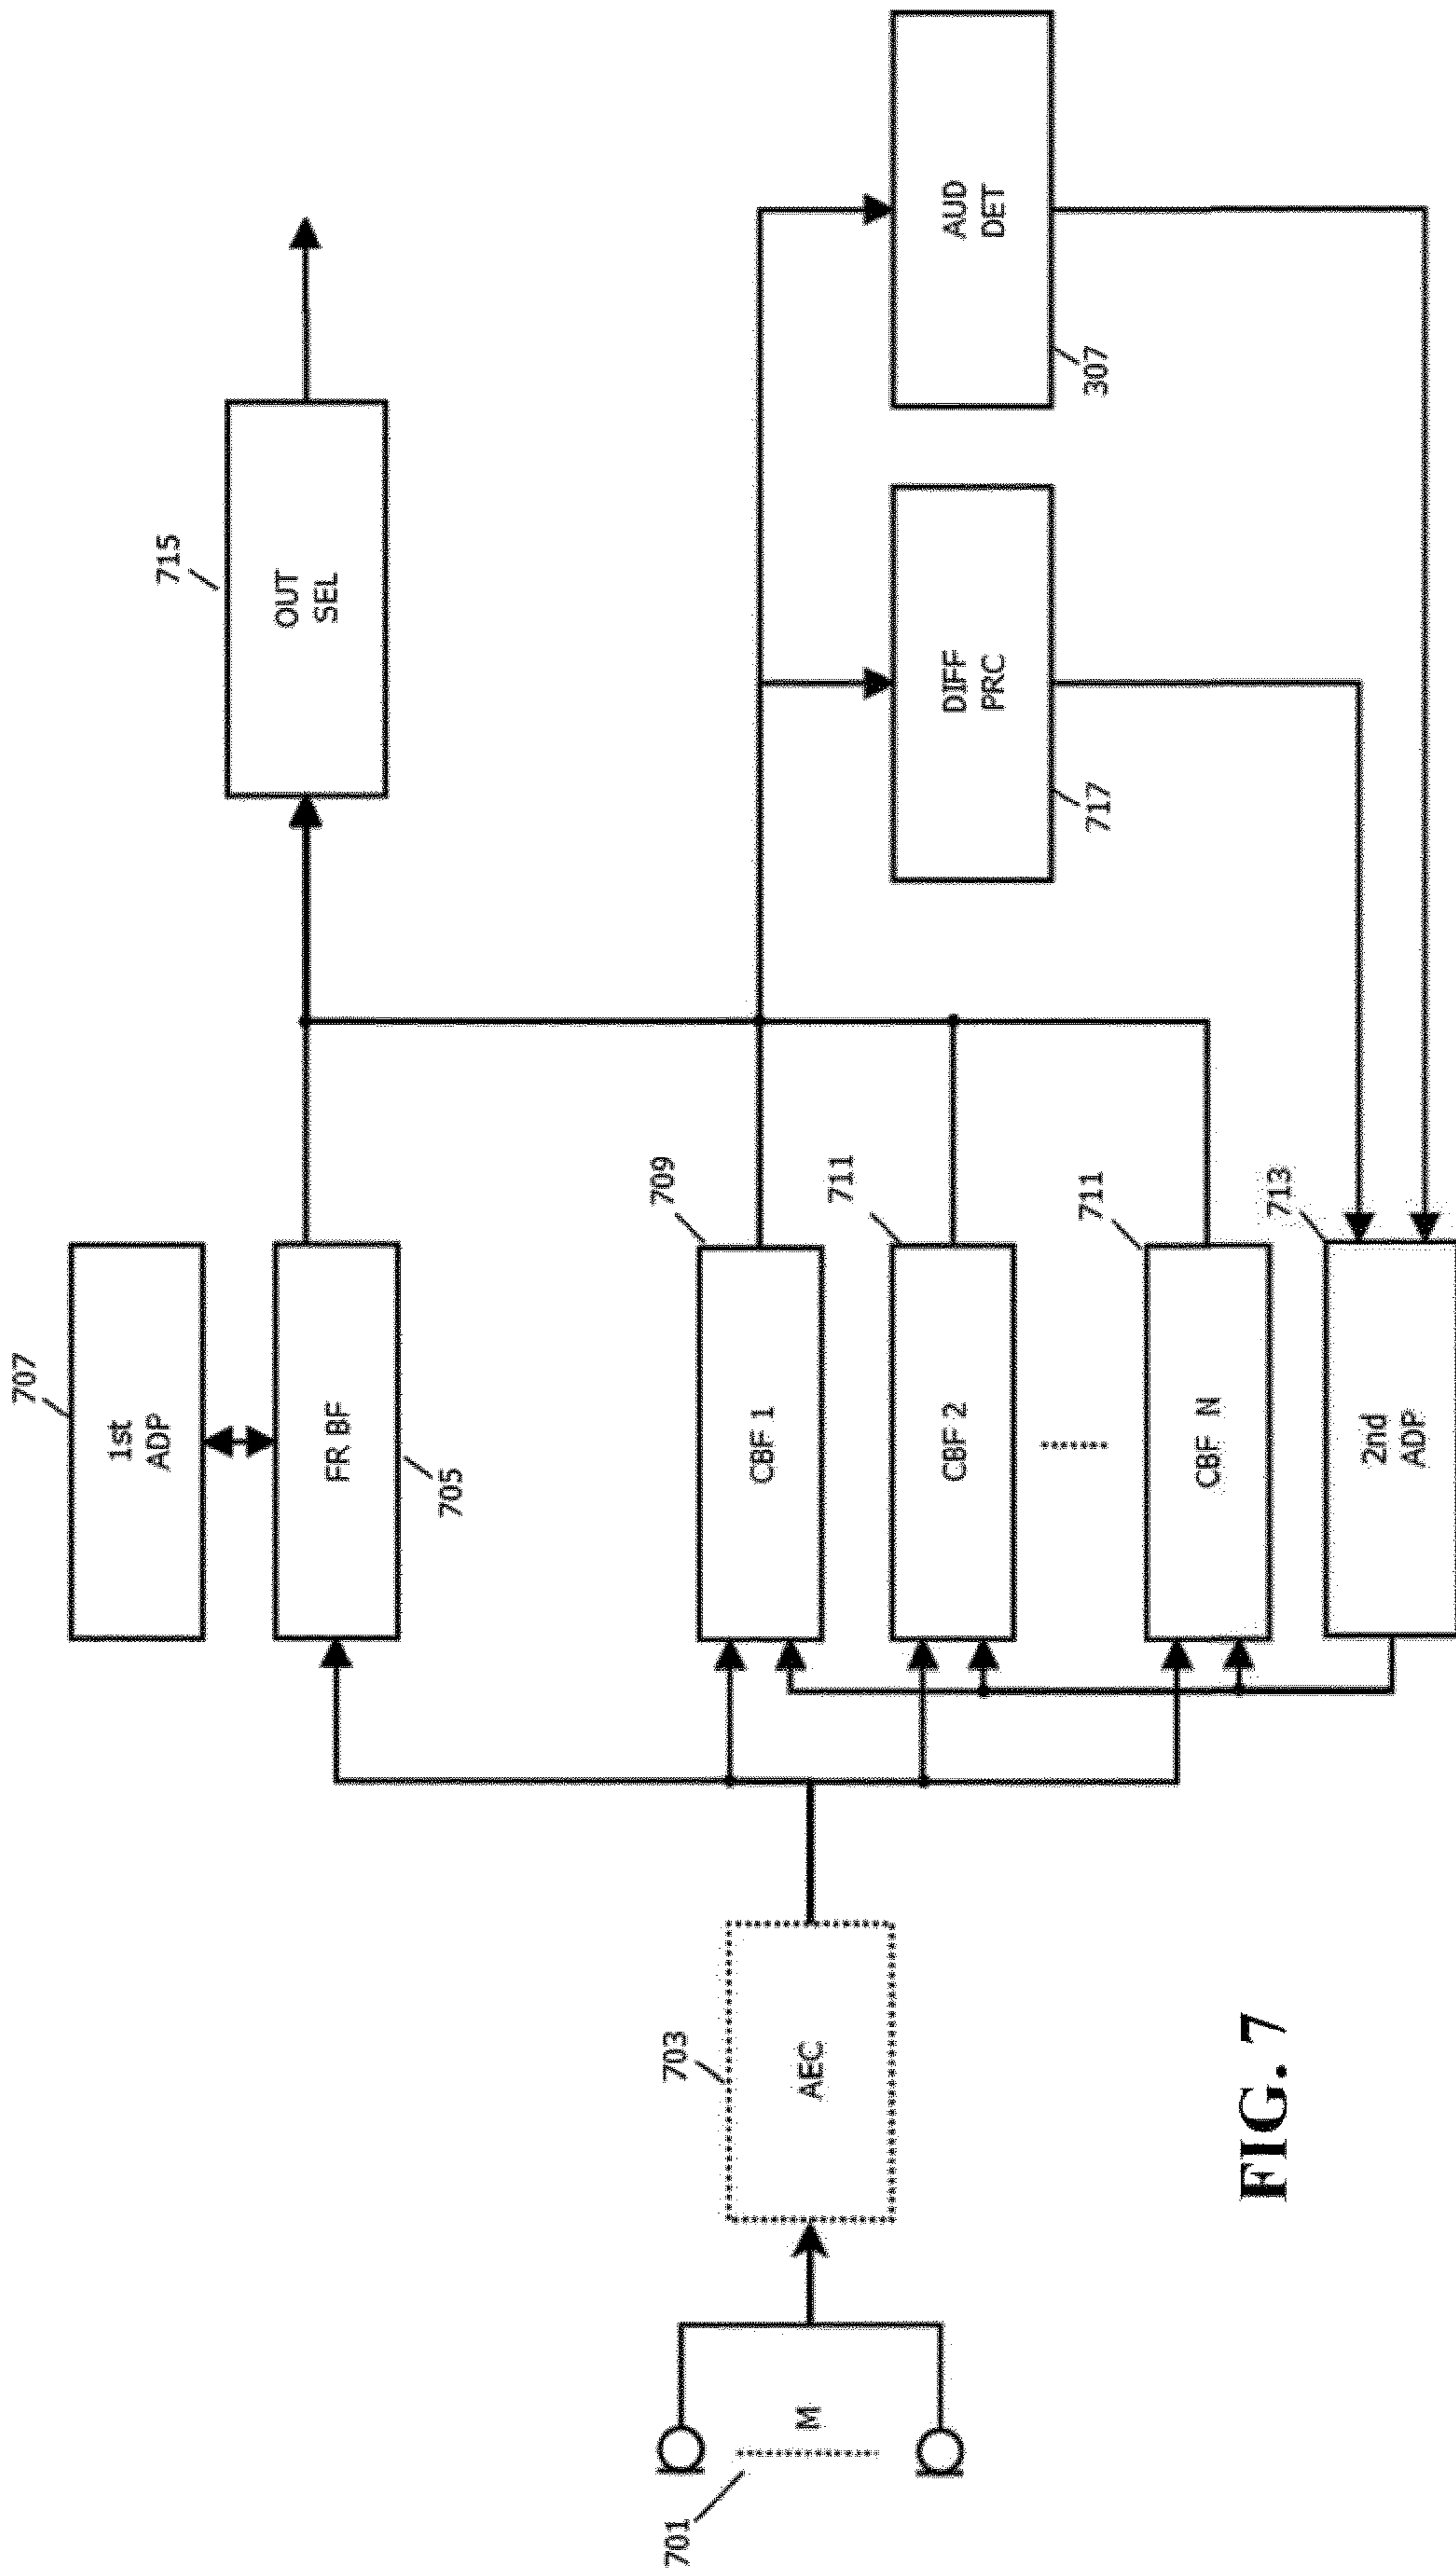 707
1st
ADP
FR BF
705
715
OUT
SEL
709
CBF 1
711
CBF 2
711
CBF N
713
2nd
ADP
DIFF
PRC
717
AUD
DET
307
703
AEC
M
701
FIG. 7